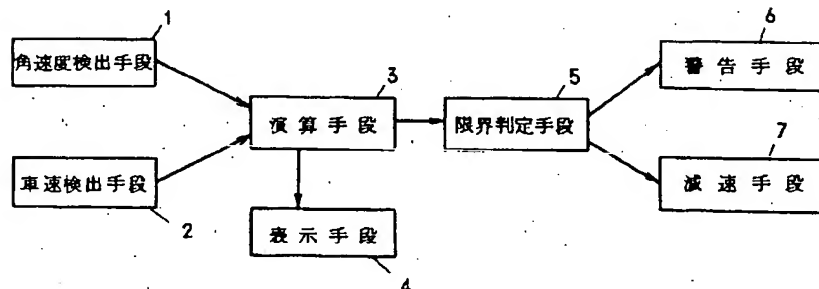 1
角速度検出手段
2
車速検出手段
3
演算手段
4
表示手段
5
限界判定手段
6
警告手段
7
減速手段